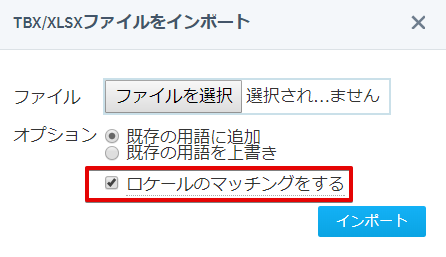 TBX/XLSXファイルをインポート
ファイル ファイルを選択 選択され...ません
オプション 既存の用語に追加
既存の用語を上書き
ロケールのマッチングをする
インポート